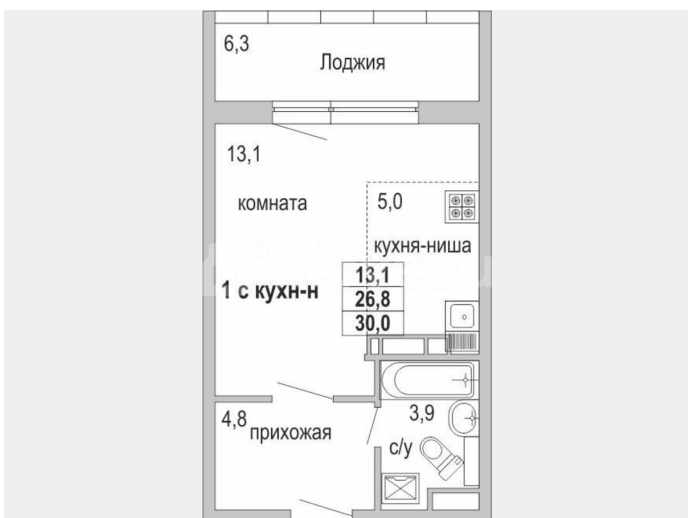 6,3
Лоджия
13,1
комната
5,0
кухня-ниша
1 с кухн-н
13,1
26,8
30,0
4,8
прихожая
3,9
с/у